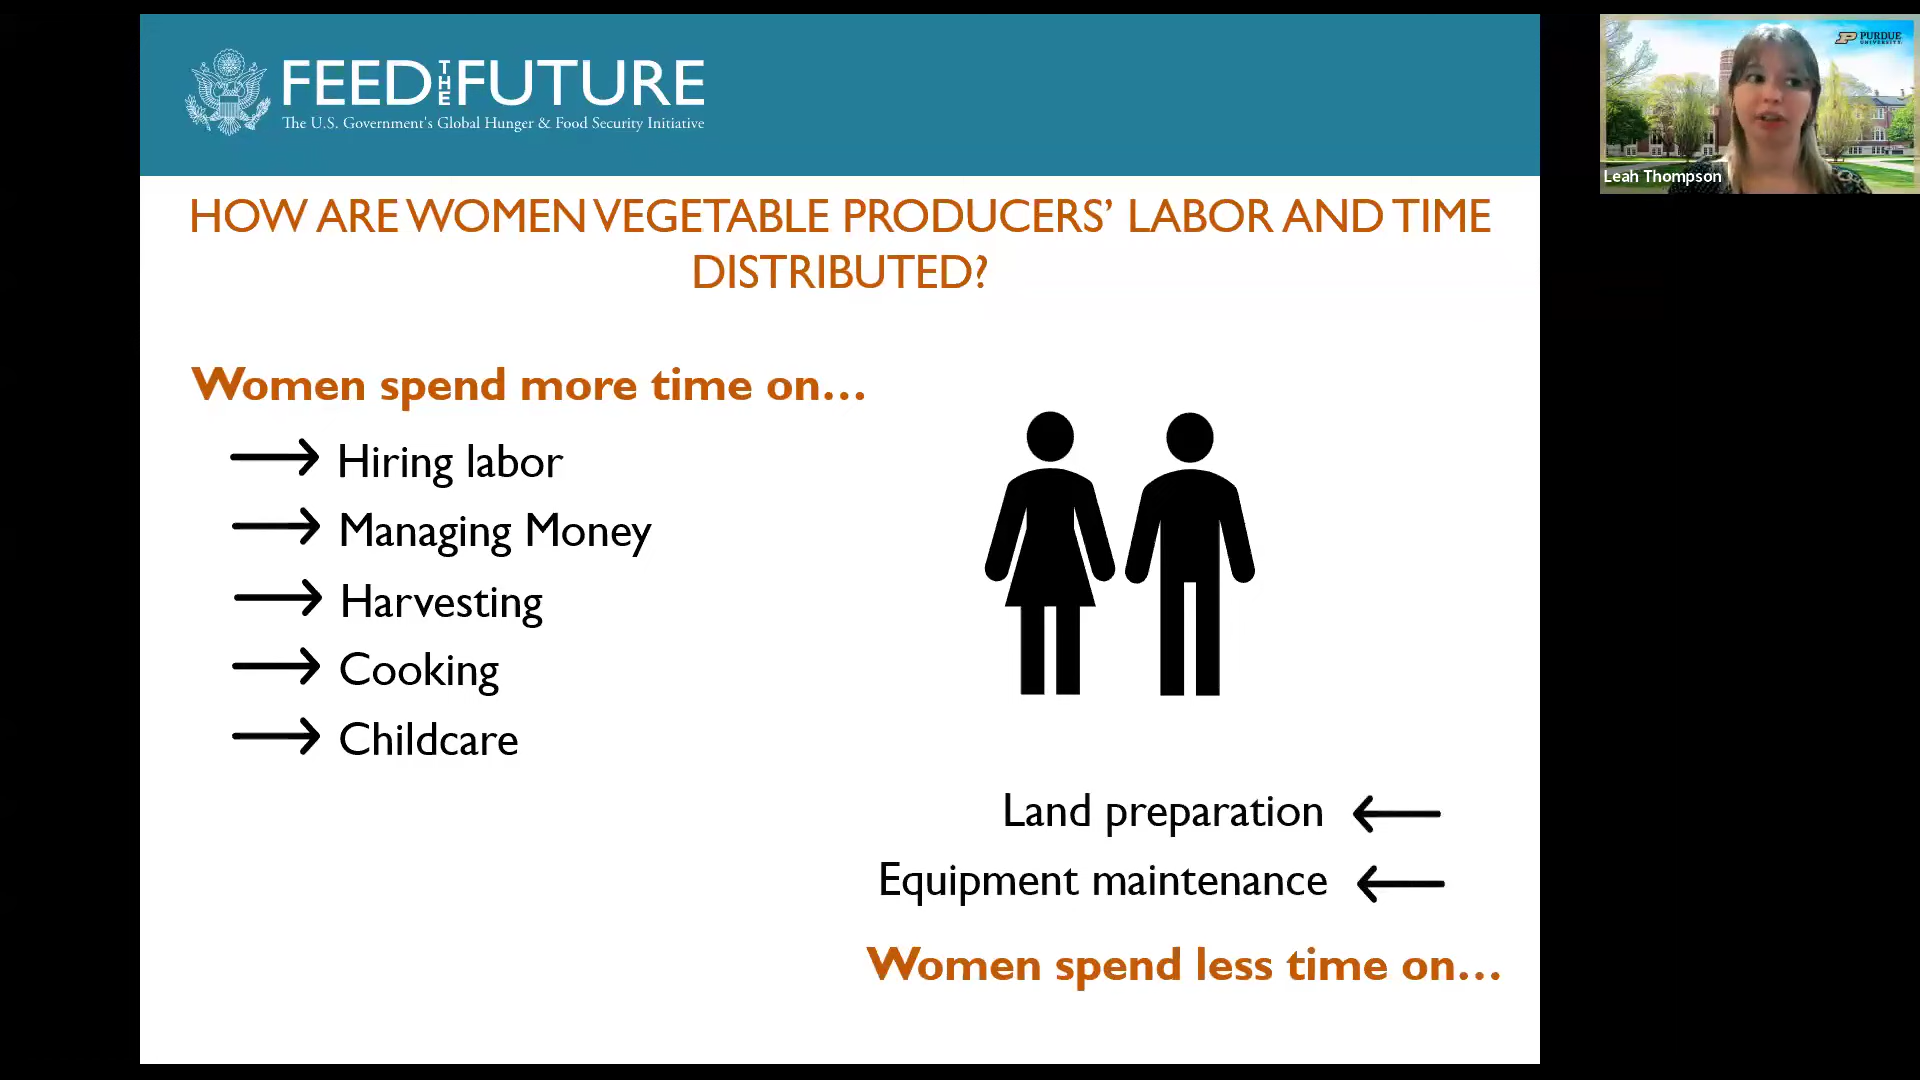 FEED THE FUTURE
The U.S. Government's Global Hunger & Food Security Initiative
HOW ARE WOMEN VEGETABLE PRODUCERS' LABOR AND TIME
DISTRIBUTED?
Women spend more time on...
Hiring labor
Managing Money
Harvesting
Cooking
Childcare
Land preparation
Equipment maintenance
Women spend less time on...
PURDUE
UNIVERSITY
Leah Thompson